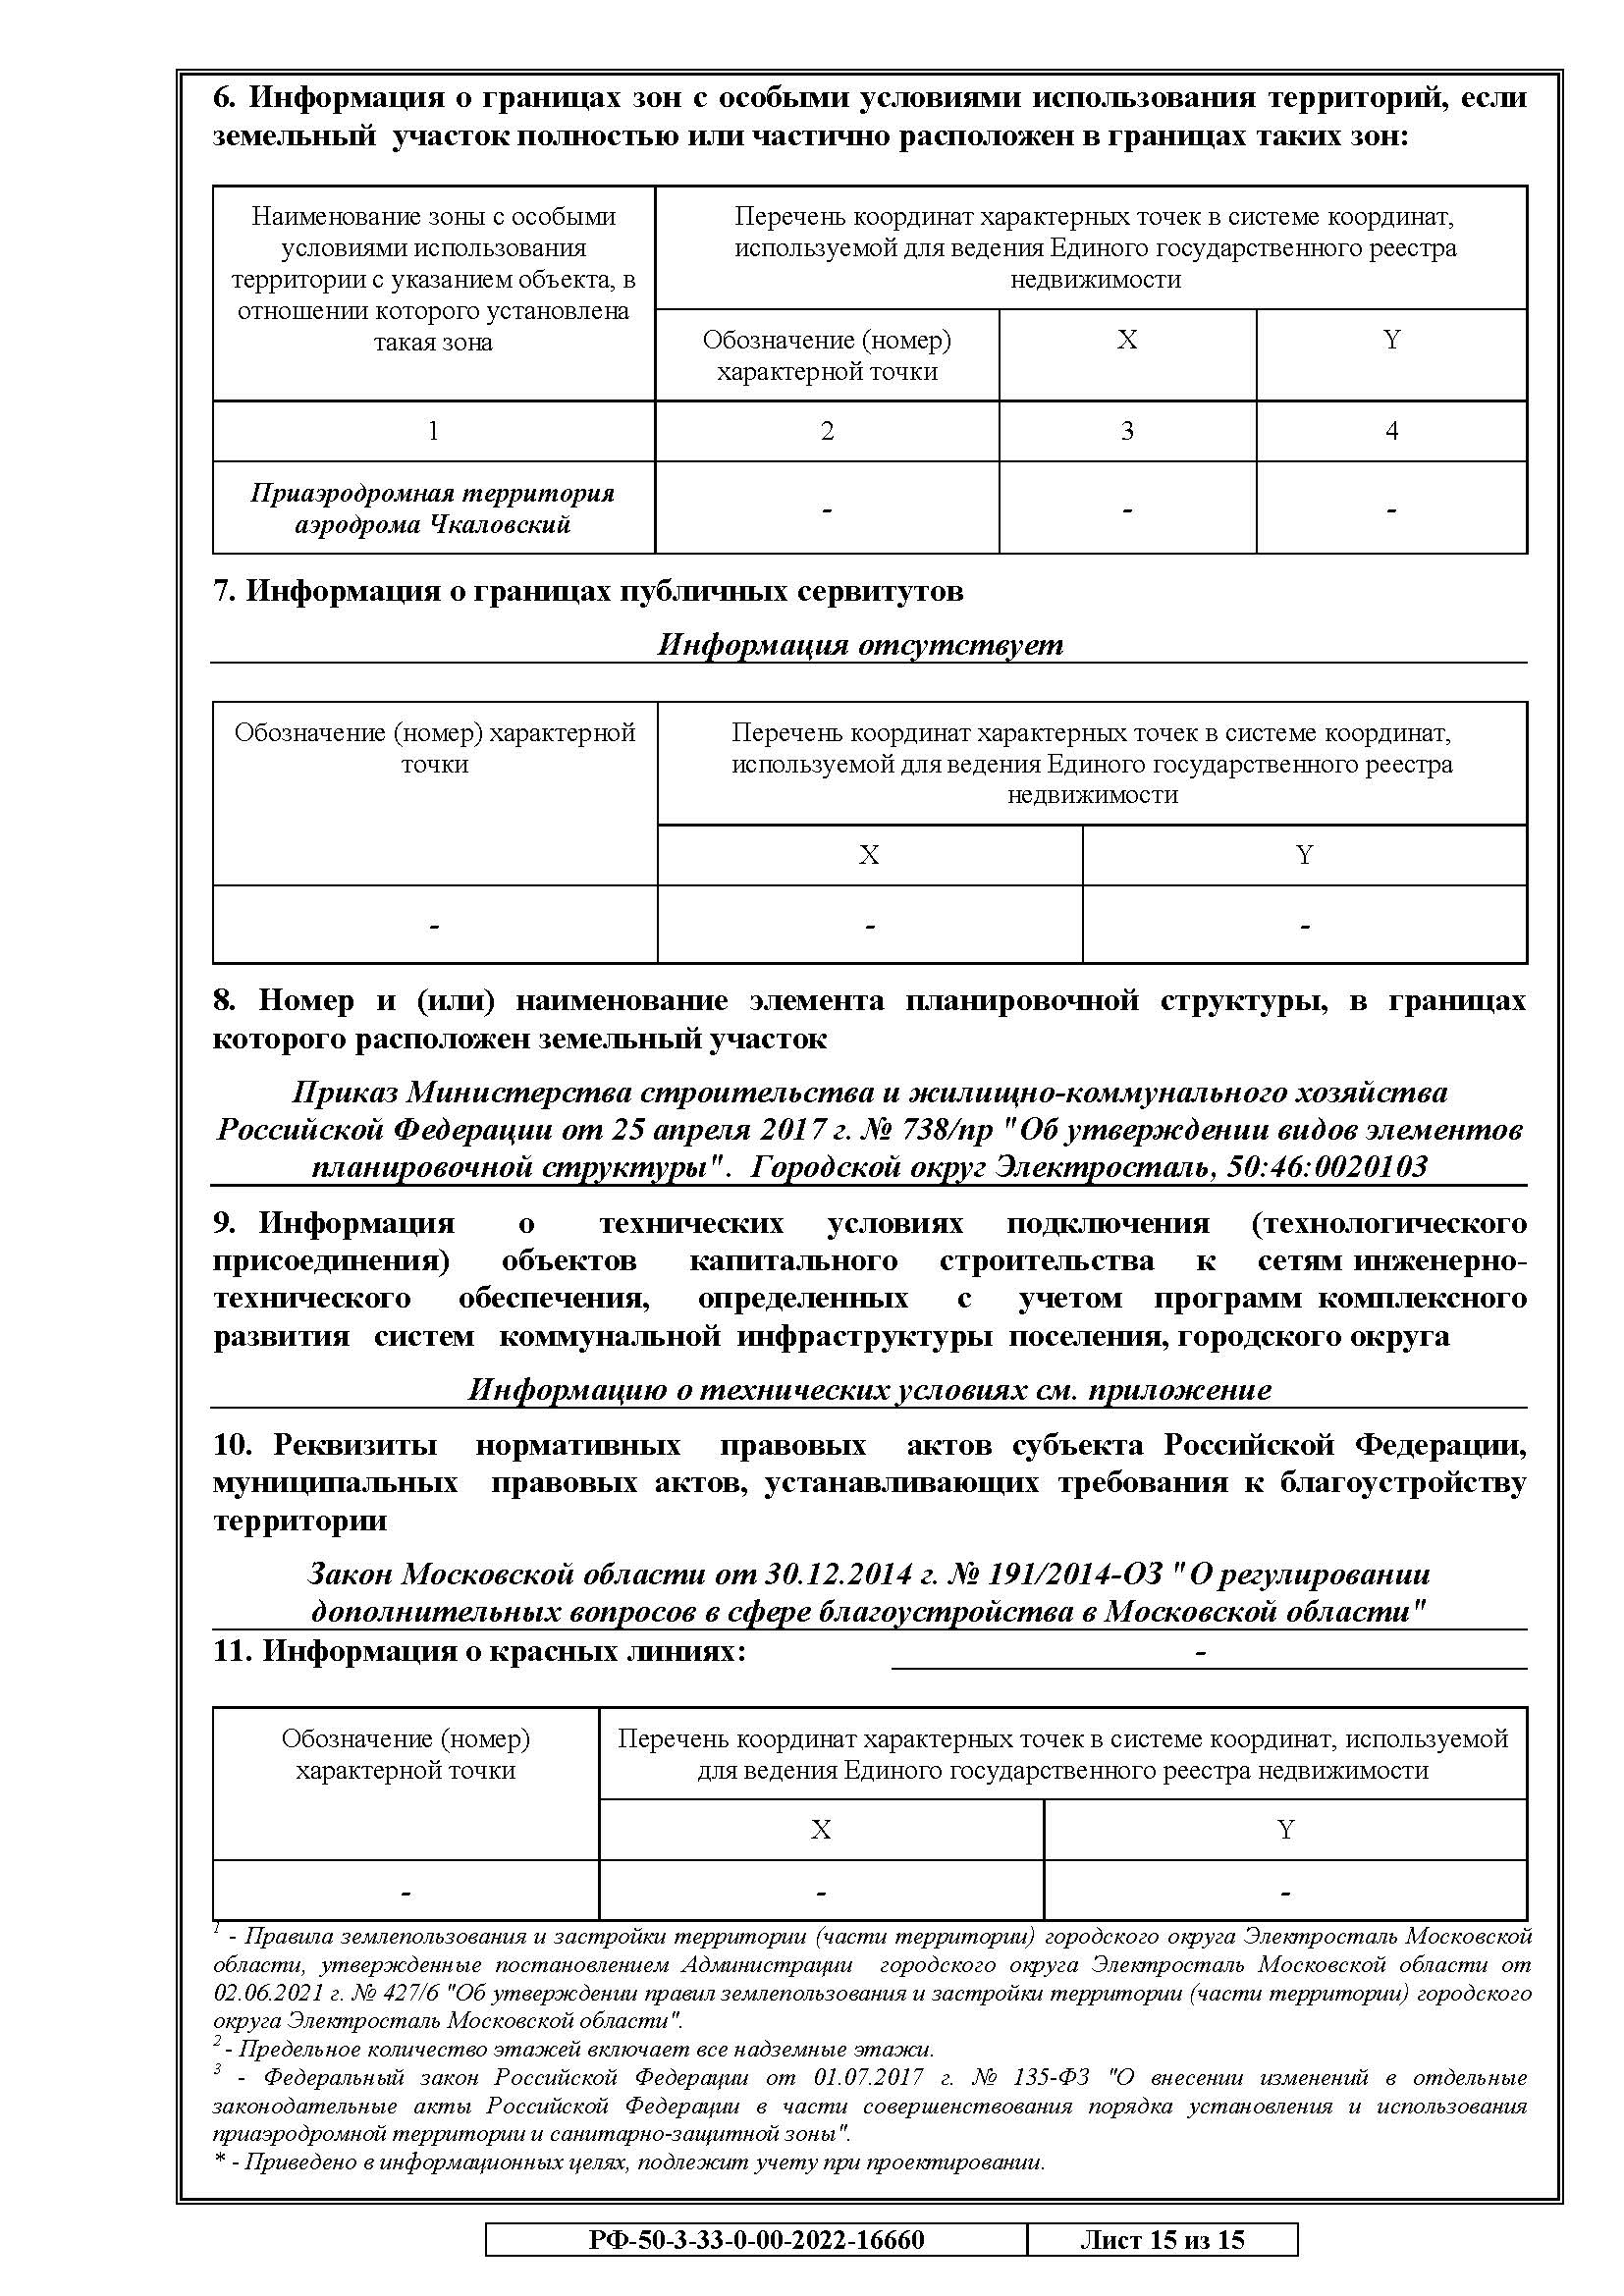 6. Информация о границах зон с особыми условиями использования территорий, если
земельный участок полностью или частично расположен в границах таких зон:
Наименование зоны с особыми
условиями использования
территории с указанием объекта, в
отношении которого установлена
такая зона
Перечень координат характерных точек в системе координат,
используемой для ведения Единого государственного реестра
недвижимости
Обозначение (номер)
характерной точки
X
Y
1
2
3
4
Приаэродромная территория
аэродрома Чкаловский
-
-
-
7. Информация о границах публичных сервитутов
Информация отсутствует
Обозначение (номер) характерной
точки
Перечень координат характерных точек в системе координат,
используемой для ведения Единого государственного реестра
недвижимости
X
Y
-
-
-
8. Номер и (или) наименование элемента планировочной структуры, в границах
которого расположен земельный участок
Приказ Министерства строительства и жилищно-коммунального хозяйства
Российской Федерации от 25 апреля 2017 г. № 738/пр "Об утверждении видов элементов
планировочной структуры". Городской округ Электросталь, 50:46:0020103
9. Информация о технических условиях подключения (технологического
присоединения) объектов капитального строительства к сетям инженерно-
технического обеспечения, определенных с учетом программ комплексного
развития систем коммунальной инфраструктуры поселения, городского округа
Информацию о технических условиях см. приложение
10. Реквизиты нормативных правовых актов субъекта Российской Федерации,
муниципальных правовых актов, устанавливающих требования к благоустройству
территории
Закон Московской области от 30.12.2014 г. № 191/2014-ОЗ " О регулировании
дополнительных вопросов в сфере благоустройства в Московской области"
11. Информация о красных линиях: -
Обозначение (номер)
характерной точки
Перечень координат характерных точек в системе координат, используемой
для ведения Единого государственного реестра недвижимости
X
Y
-
-
-
1 - Правила землепользования и застройки территории (части территории) городского округа Электросталь Московской
области, утвержденные постановлением Администрации городского округа Электросталь Московской области от
02.06.2021 г. № 427/6 "Об утверждении правил землепользования и застройки территории (части территории) городского
округа Электросталь Московской области".
2 - Предельное количество этажей включает все надземные этажи.
3 - Федеральный закон Российской Федерации от 01.07.2017 г. № 135-ФЗ "О внесении изменений в отдельные
законодательные акты Российской Федерации в части совершенствования порядка установления и использования
приаэродромной территории и санитарно-защитной зоны".
* - Приведено в информационных целях, подлежит учету при проектировании.
РФ-50-3-33-0-00-2022-16660
Лист 15 из 15